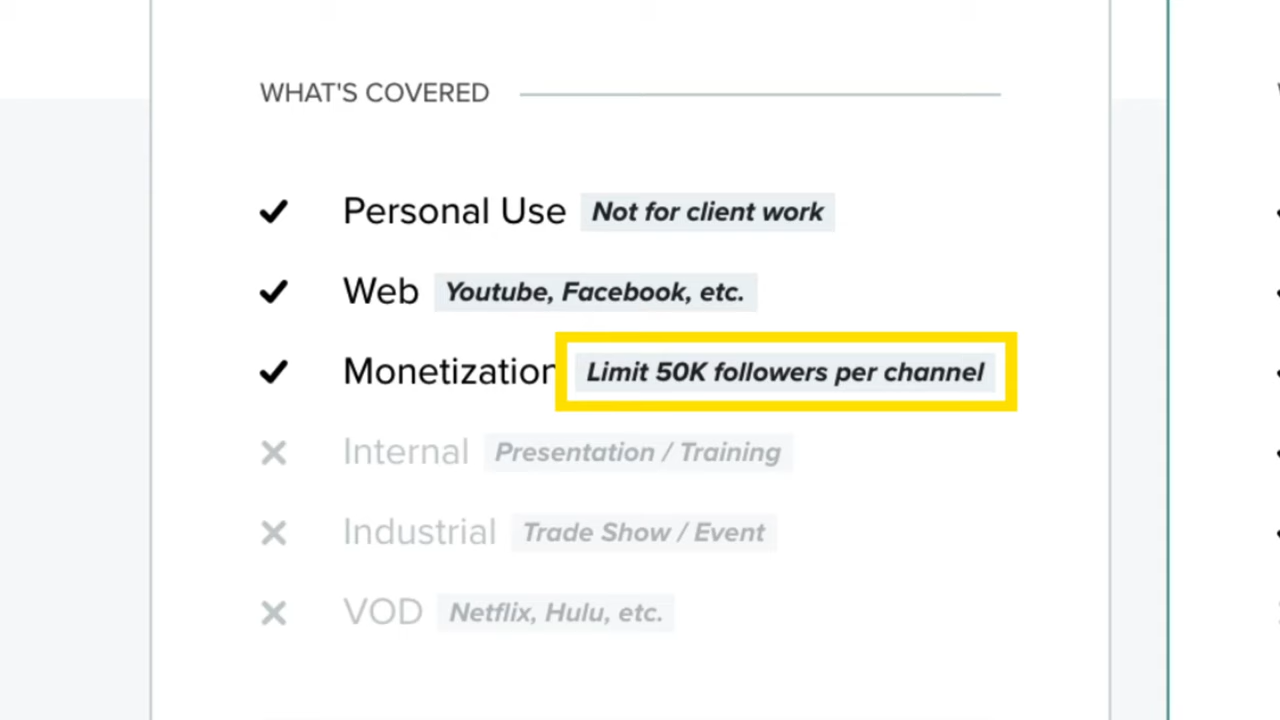 WHAT'S COVERED
Personal Use Not for client work
Web Youtube, Facebook, etc.
Monetization Limit 50K followers per channel
Internal Presentation / Training
Industrial Trade Show / Event
VOD Netflix, Hulu, etc.